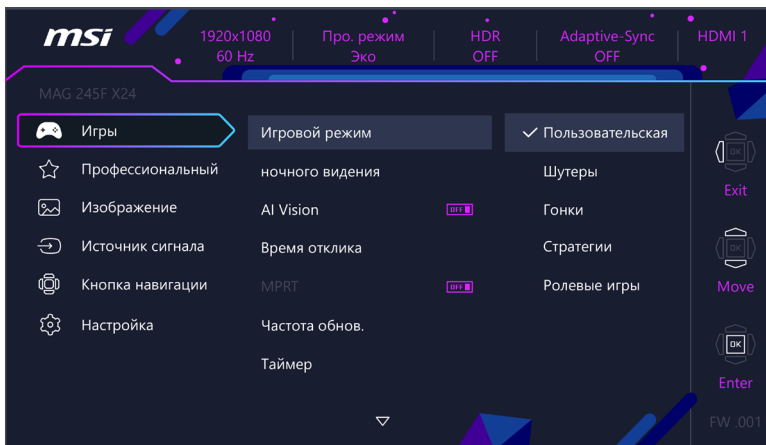 msi
1920x1080
60 Hz
Про. режим
Эко
HDR
OFF
Adaptive-Sync
OFF
HDMI 1
MAG 245F X24
Игры
Профессиональный
Изображение
Источник сигнала
Кнопка навигации
Настройка
Игровой режим
ночного видения
AI Vision
OFF
Время отклика
MPRT
OFF
Частота обнов.
Таймер
Пользовательская
Шутеры
Гонки
Стратегии
Ролевые игры
OK
Exit
OK
Move
OK
Enter
FW .001